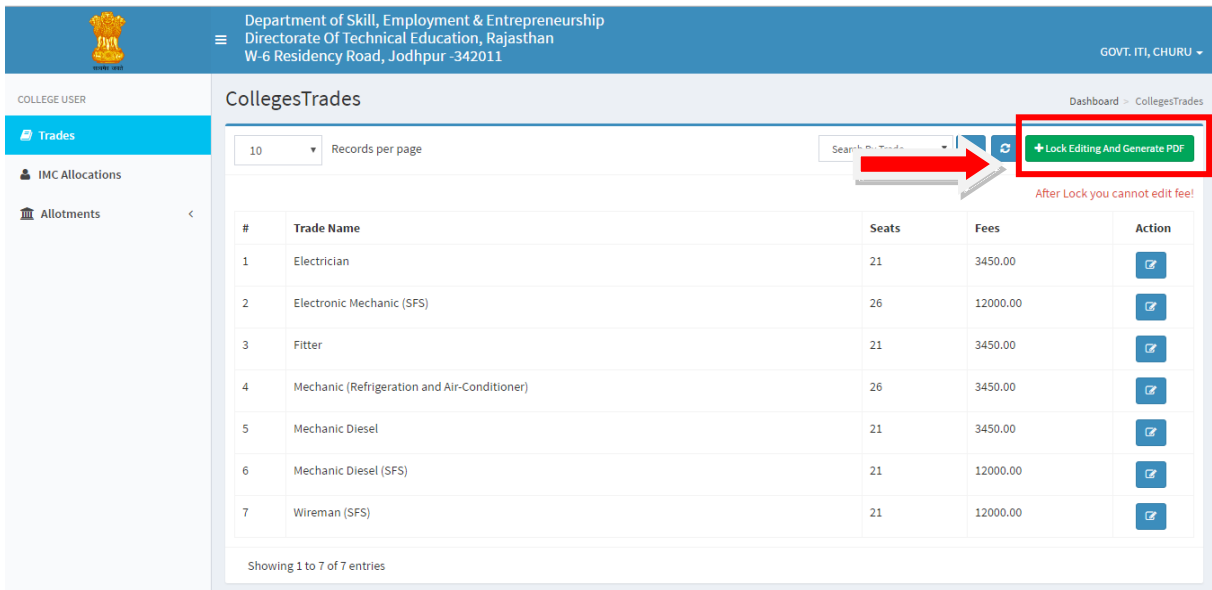 Department of Skill, Employment & Entrepreneurship
Directorate Of Technical Education, Rajasthan
W-6 Residency Road, Jodhpur -342011
GOVT. ITI, CHURU
COLLEGE USER
Trades
IMC Allocations
Allotments
CollegesTrades
Dashboard > CollegesTrades
10 Records per page
+Lock Editing And Generate PDF
After Lock you cannot edit fee!
# Trade Name Seats Fees Action
1 Electrician 21 3450.00
2 Electronic Mechanic (SFS) 26 12000.00
3 Fitter 21 3450.00
4 Mechanic (Refrigeration and Air-Conditioner) 26 3450.00
5 Mechanic Diesel 21 3450.00
6 Mechanic Diesel (SFS) 21 12000.00
7 Wireman (SFS) 21 12000.00
Showing 1 to 7 of 7 entries